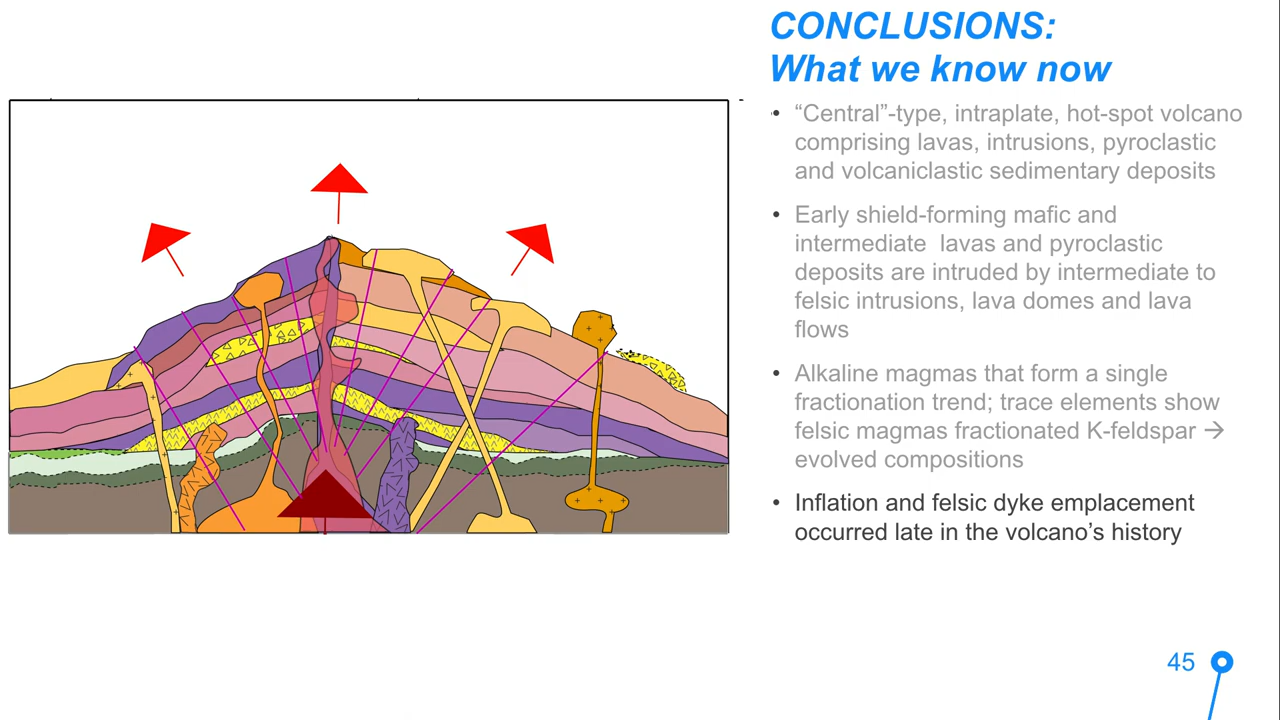 CONCLUSIONS:
What we know now
• “Central”-type, intraplate, hot-spot volcano
comprising lavas, intrusions, pyroclastic
and volcaniclastic sedimentary deposits
• Early shield-forming mafic and
intermediate  lavas and pyroclastic
deposits are intruded by intermediate to
felsic intrusions, lava domes and lava
flows
• Alkaline magmas that form a single
fractionation trend; trace elements show
felsic magmas fractionated K-feldspar →
evolved compositions
• Inflation and felsic dyke emplacement
occurred late in the volcano’s history
45